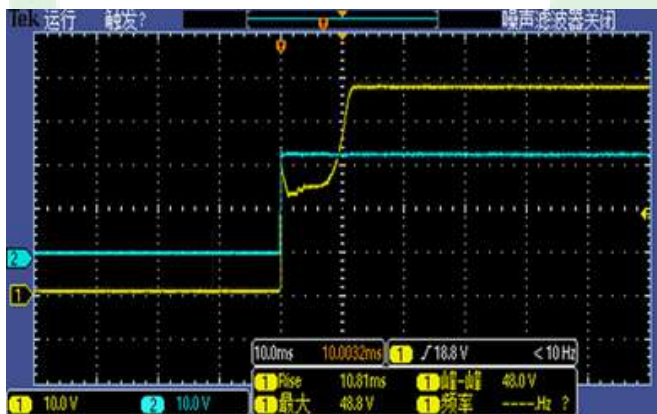 Tek 运行 触发? 噪声滤波器关闭
2
1
10.0ms 10.0032ms 1 18.8 V < 10 Hz
1 Rise 10.81ms 1 峰-峰 48.0 V
1 最大 48.8 V 1 频率 ----Hz ?
1 10.0 V 2 10.0 V